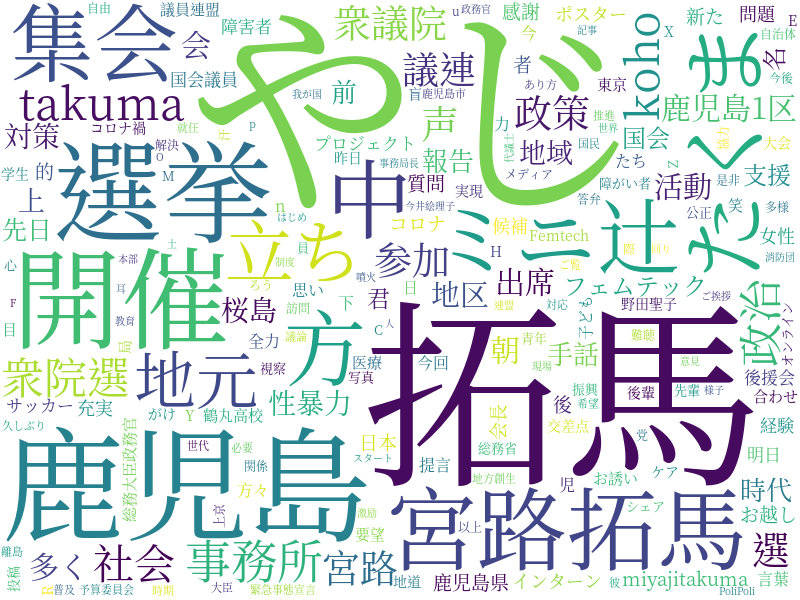 議員連盟
u 政務官
自由
集会
やじ
衆議院
感謝
ポスター
新た
問題
E
障害者
今
記事
X
自治体
会
国会議員
議連
者
koho
ま
名
takuma
前
我が国
あり方
東京
今後
盲
鹿児島市
政策
鹿児島1区
対策
コロナ禍
就任
声
力
推進
世界
協力
大会
プロジェクト
地域
国会
国民
代議士
たち
だく
選挙
解決
学生
的
昨日
報告
メディア
支援
中
事務局長
質問
実現
障がい者
活動
是非
多様
上
今井絵理子
答弁
公正
笑
女性
先日
立ち
n
はじめ
コロナ
候補
Femtech
ミニ
辻
消防団
参加
開催
本部
土
員
H
出席
フェムテック
政治
オンライン
心
制度
思い
下
日
君
地区
噴火
対応
子ども
野田聖子
ご挨拶
ご覧
桜島
方
目
耳
教育
訪問
議論
全力
C
人
連盟
朝
青年
難聴
意見
局
地元
拓馬
手話
現場
後援会
衆院選
視察
医療
今回
後輩
先輩
様子
合わせ
写真
性暴力
会長
後
振興
希望
サッカー
充実
がけ
Y
鶴丸高校
経験
久しぶり
総務大臣政務官
日本
総務省
交差点
党
明日
鹿児島
世代
必要
方々
関係
スタート
提言
地方創生
ケア
お誘い
時代
児
お越し
激励
シェア
宮路拓馬
離島
多く
社会
事務所
上京
要望
以上
選
投稿
R
普及
予算委員会
時期
大臣
宮路
緊急事態宣言
地道
鹿児島県
彼
インターン
miyajitakuma
言葉
PoliPoli